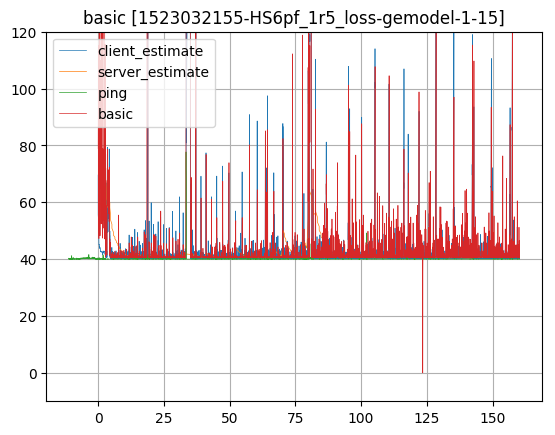 basic [1523032155-HS6pf_1r5_loss-gemodel-1-15]
120
100
80
60
40
20
0
client_estimate
server_estimate
ping
basic
0
25
50
75
100
125
150